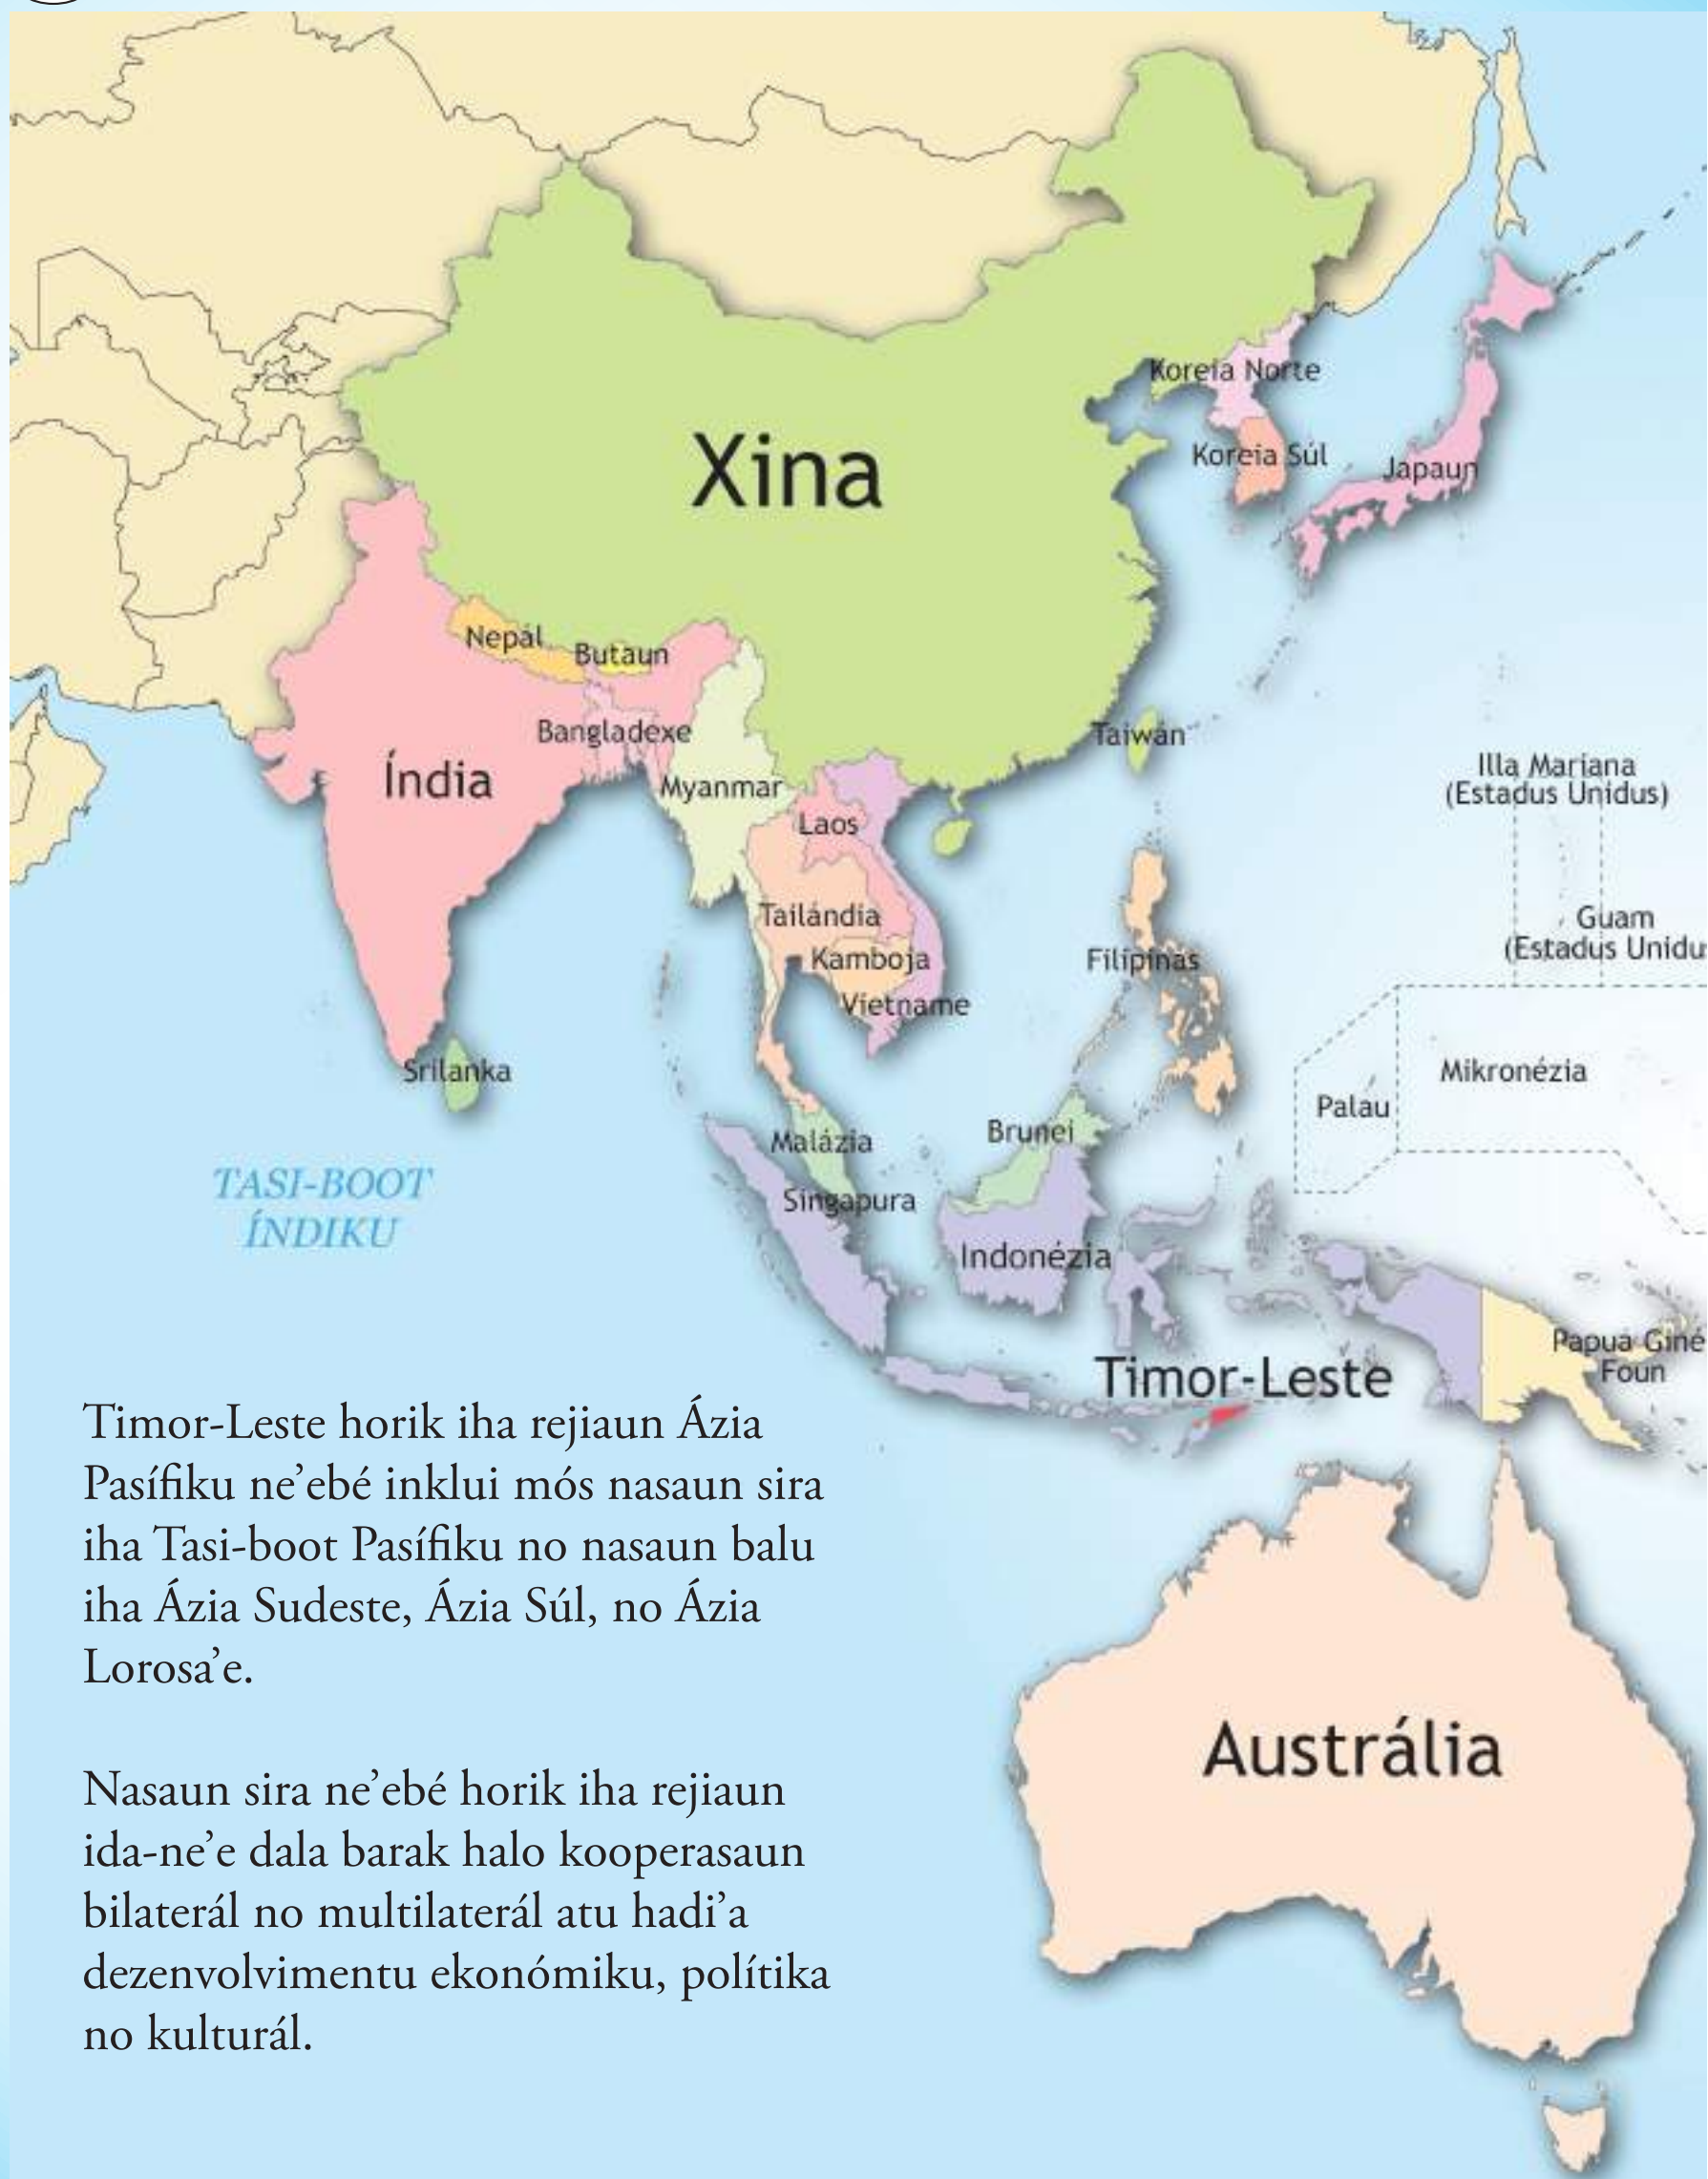 Xina
Koreia Norte
Koreia Súl
Japaun
Nepál
Butaun
Bangladexe
Índia
Myanmar
Taiwán
Laos
Illa Mariana
(Estadus Unidus)
Tailándia
Kamboja
Vietname
Filipinas
Guam
(Estadus Unidu
Srilanka
Mikronézia
Palau
Malázia
Brunei
Singapura
TASI-BOOT
ÍNDIKU
Indonézia
Papua Giné
Foun
Timor-Leste
Timor-Leste horik iha rejiaun Ázia
Pasífiku ne’ebé inklui mós nasaun sira
iha Tasi-boot Pasífiku no nasaun balu
iha Ázia Sudeste, Ázia Súl, no Ázia
Lorosa’e.
Austrália
Nasaun sira ne’ebé horik iha rejiaun
ida-ne’e dala barak halo kooperasaun
bilaterál no multilaterál atu hadi’a
dezenvolvimentu ekonómiku, polítika
no kulturál.